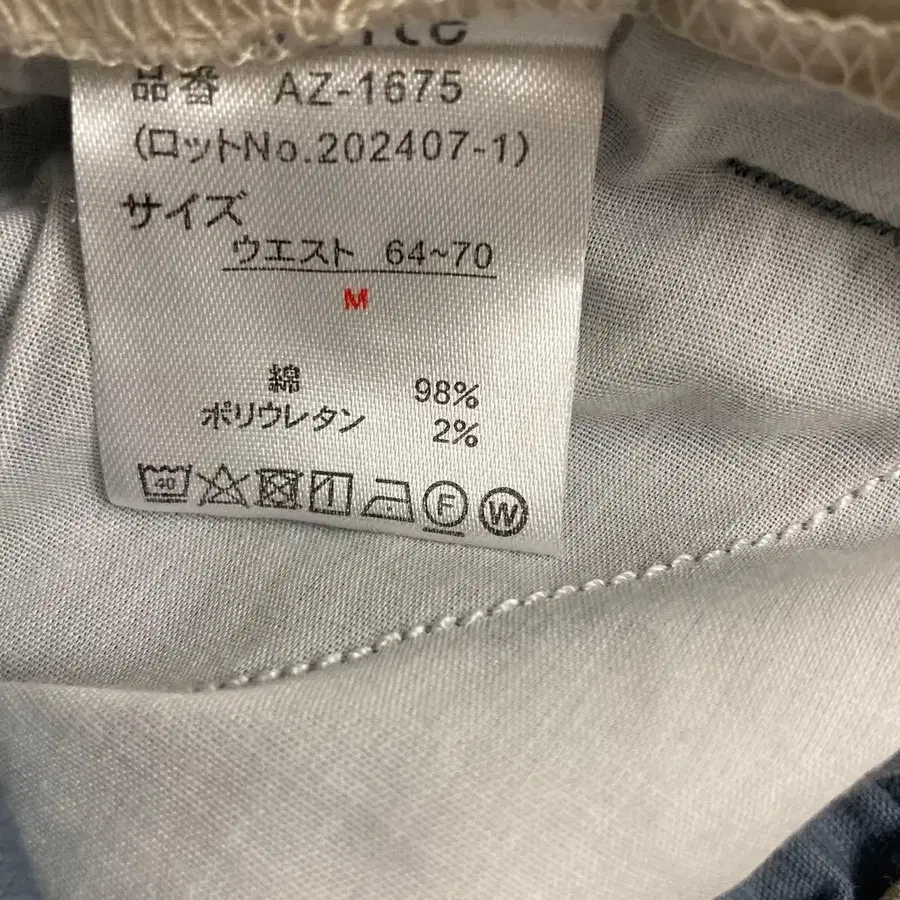 品番 AZ-1675
(ロットNo.202407-1)
サイズ
ウエスト 64~70
M
綿 98%
ポリウレタン 2%
40 F W